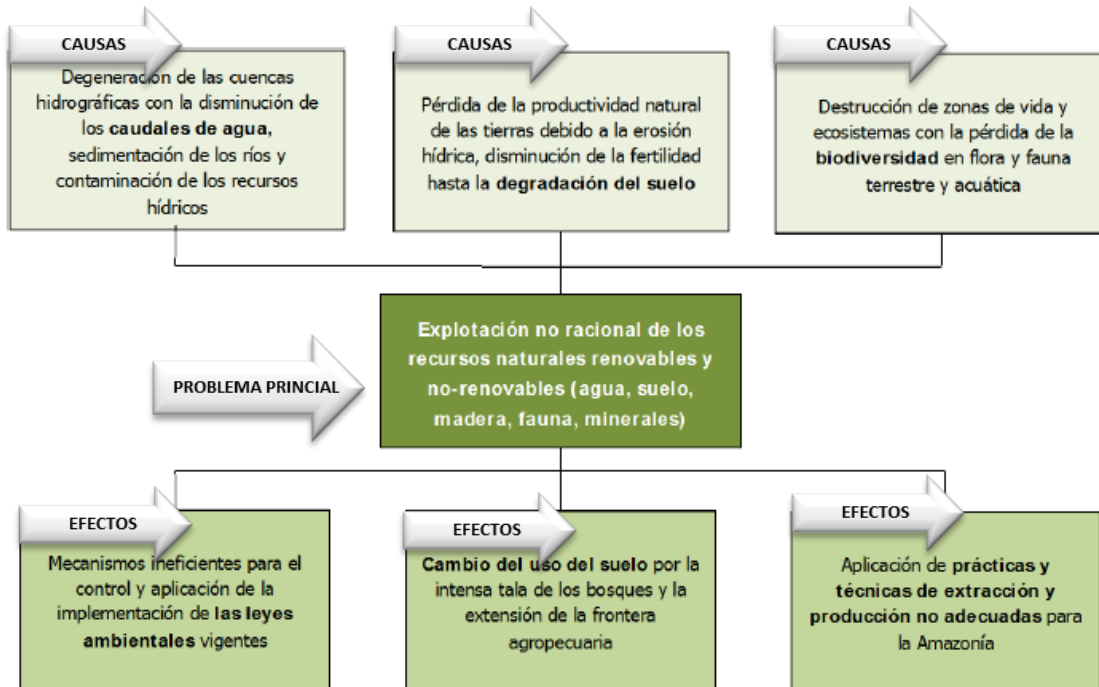 CAUSAS
Degeneración de las cuencas
hidrográficas con la disminución de
los caudales de agua,
sedimentación de los ríos y
contaminación de los recursos
hídricos
CAUSAS
Pérdida de la productividad natural
de las tierras debido a la erosión
hídrica, disminución de la fertilidad
hasta la degradación del suelo
CAUSAS
Destrucción de zonas de vida y
ecosistemas con la pérdida de la
biodiversidad en flora y fauna
terrestre y acuática
PROBLEMA PRINCIAL
Explotación no racional de los
recursos naturales renovables y
no-renovables (agua, suelo,
madera, fauna, minerales)
EFECTOS
Mecanismos ineficientes para el
control y aplicación de la
implementación de las leyes
ambientales vigentes
EFECTOS
Cambio del uso del suelo por la
intensa tala de los bosques y la
extensión de la frontera
agropecuaria
EFECTOS
Aplicación de prácticas y
técnicas de extracción y
producción no adecuadas para
la Amazonía